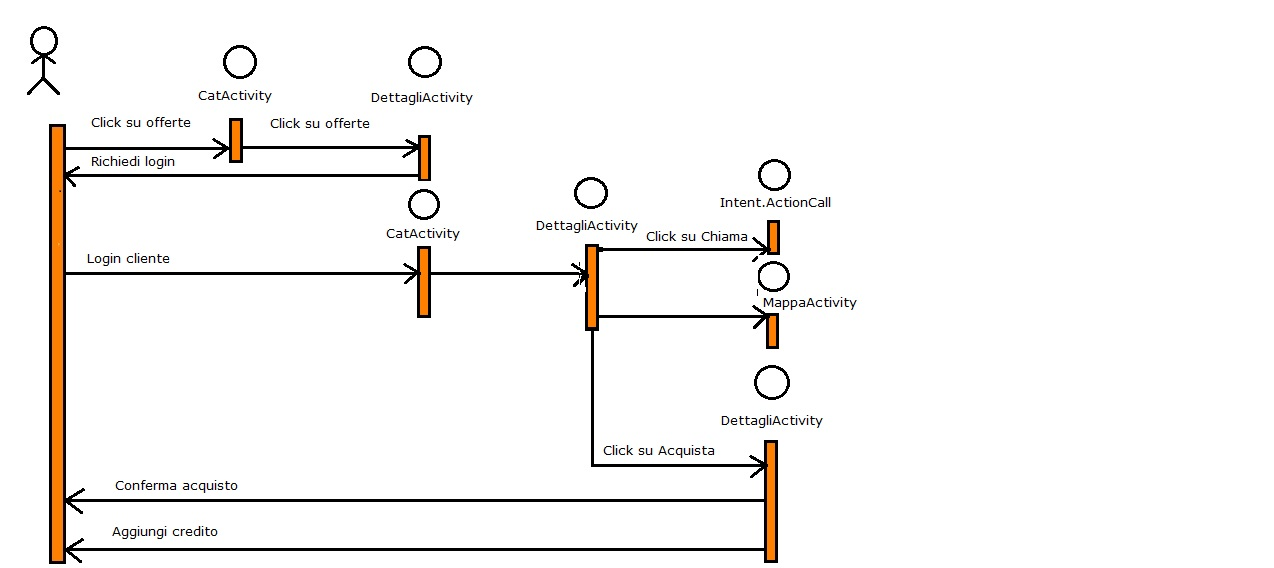 CatActivity
DettagliActivity
Click su offerte
Click su offerte
Richiedi login
Intent.ActionCall
CatActivity
DettagliActivity
Click su Chiama
Login cliente
MappaActivity
DettagliActivity
Click su Acquista
Conferma acquisto
Aggiungi credito